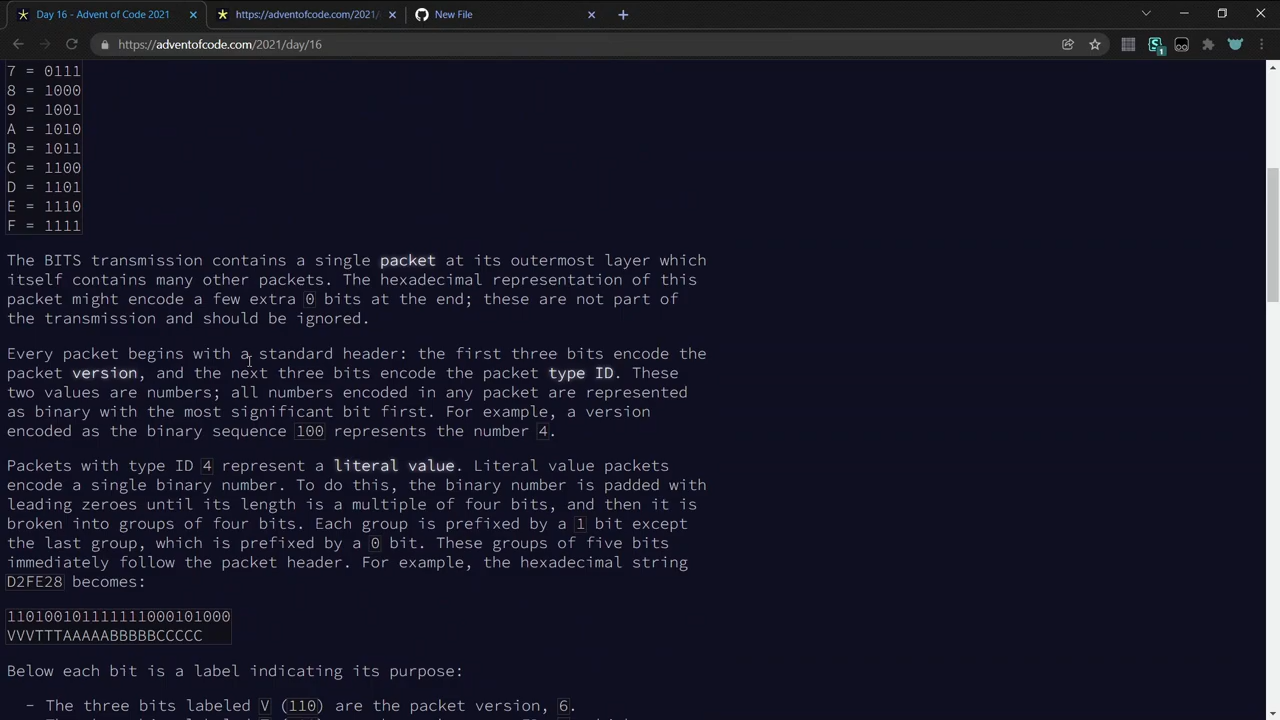 Day 16 - Advent of Code 2021
https://adventofcode.com/2021/
New File
https://adventofcode.com/2021/day/16
1
7 = 0111
8 = 1000
9 = 1001
A = 1010
B = 1011
C = 1100
D = 1101
E = 1110
F = 1111
The BITS transmission contains a single packet at its outermost layer which
itself contains many other packets. The hexadecimal representation of this
packet might encode a few extra 0 bits at the end; these are not part of
the transmission and should be ignored.
Every packet begins with a standard header: the first three bits encode the
packet version, and the next three bits encode the packet type ID. These
two values are numbers; all numbers encoded in any packet are represented
as binary with the most significant bit first. For example, a version
encoded as the binary sequence 100 represents the number 4.
Packets with type ID 4 represent a literal value. Literal value packets
encode a single binary number. To do this, the binary number is padded with
leading zeroes until its length is a multiple of four bits, and then it is
broken into groups of four bits. Each group is prefixed by a 1 bit except
the last group, which is prefixed by a 0 bit. These groups of five bits
immediately follow the packet header. For example, the hexadecimal string
D2FE28 becomes:
110100101111111000101000
VVVTTTAAAAABBBBBCCCCC
Below each bit is a label indicating its purpose:
- The three bits labeled V (110) are the packet version, 6.